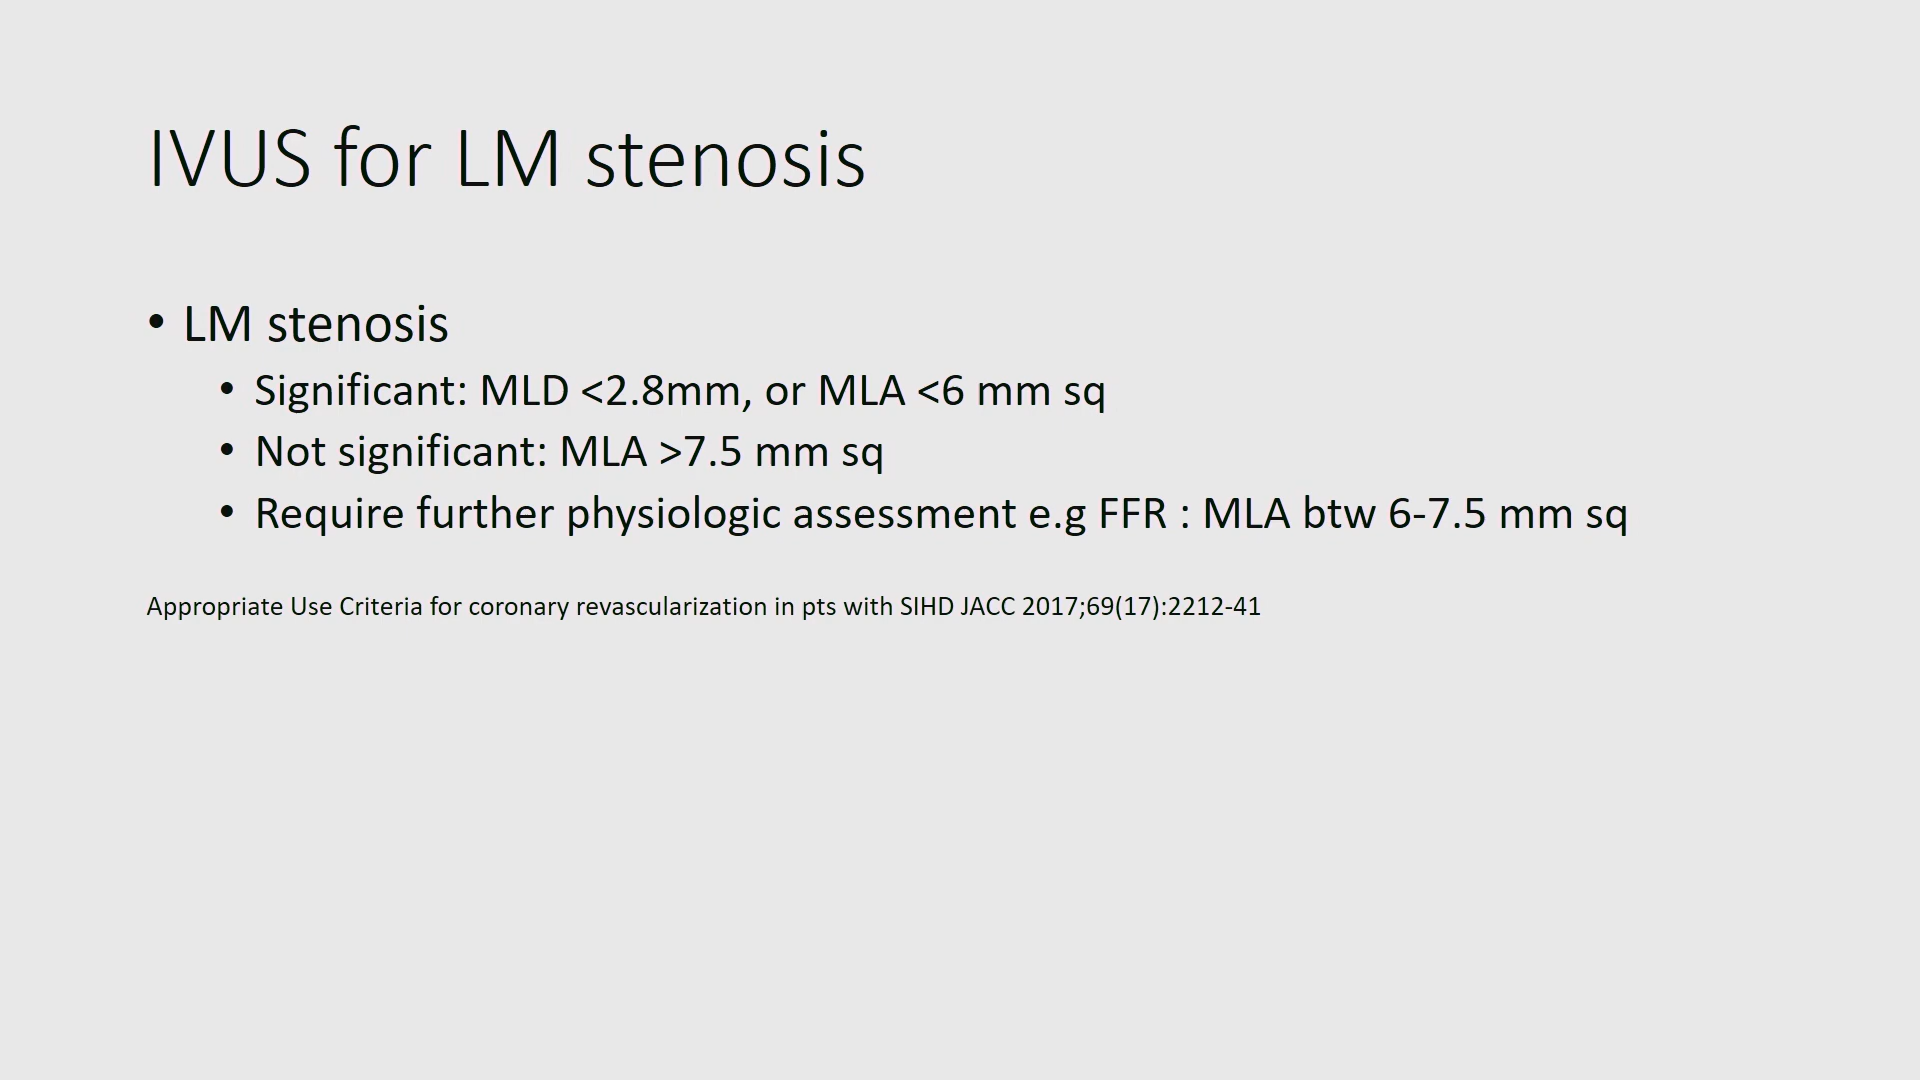 IVUS for LM stenosis
• LM stenosis
• Significant: MLD <2.8mm, or MLA <6 mm sq
• Not significant: MLA >7.5 mm sq
• Require further physiologic assessment e.g FFR : MLA btw 6-7.5 mm sq
Appropriate Use Criteria for coronary revascularization in pts with SIHD JACC 2017;69(17):2212-41